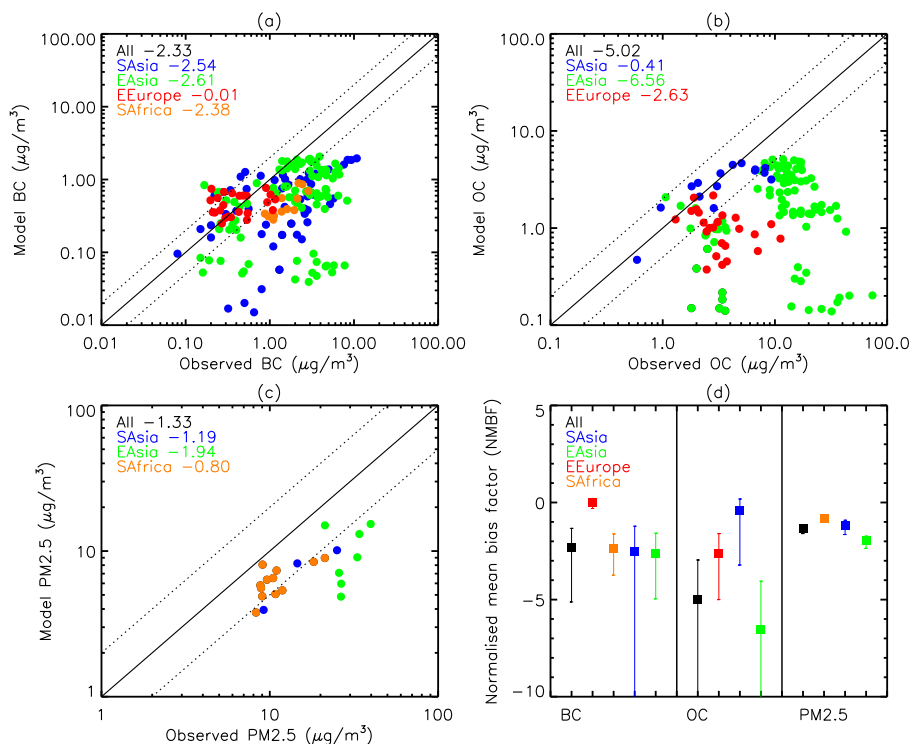 (a)
100.00
10.00
1.00
0.10
0.01
Model BC (μg/m³)
All −2.33
SAsia −2.54
EAsia −2.61
EEurope −0.01
SAfrica −2.38
0.01 0.10 1.00 10.00 100.00
Observed BC (μg/m³)
(b)
100.0
10.0
1.0
0.1
Model OC (μg/m³)
All −5.02
SAsia −0.41
EAsia −6.56
EEurope −2.63
0.1 1.0 10.0 100.0
Observed OC (μg/m³)
(c)
100
10
1
Model PM2.5 (μg/m³)
All −1.33
SAsia −1.19
EAsia −1.94
SAfrica −0.80
1 10 100
Observed PM2.5 (μg/m³)
(d)
5
0
−5
−10
Normalised mean bias factor (NMBF)
All
SAsia
EAsia
EEurope
SAfrica
BC OC PM2.5